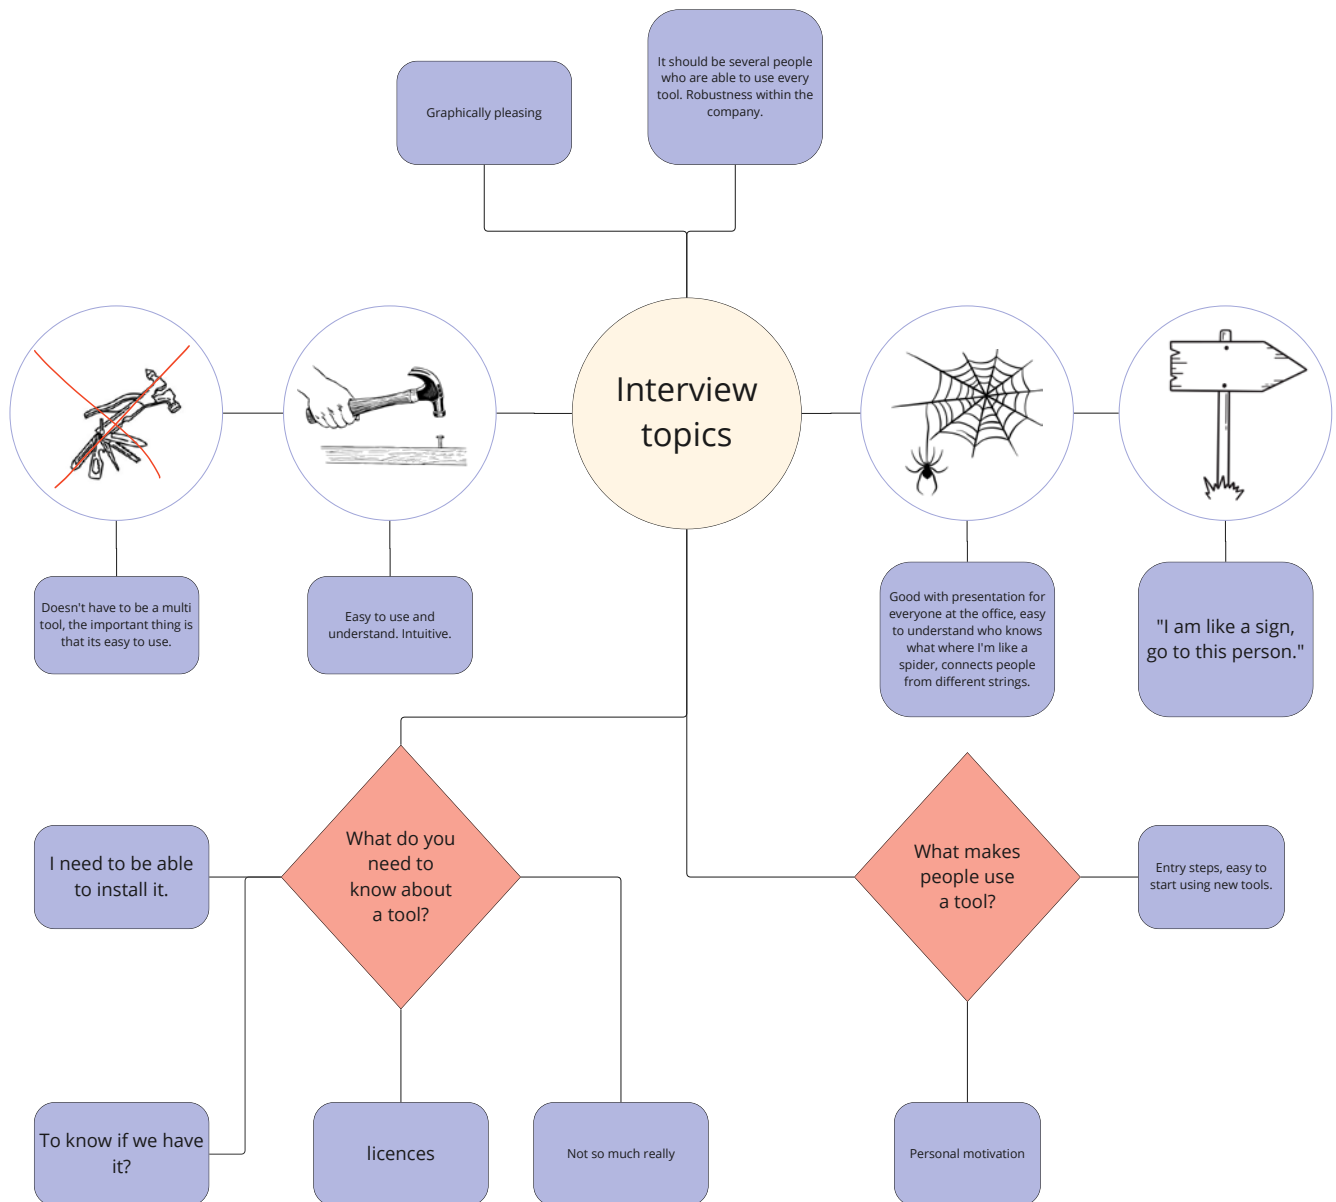 It should be several people
who are able to use every
tool. Robustness within the
company.
Graphically pleasing
Interview
topics
Doesn't have to be a multi
tool, the important thing is
that its easy to use.
Easy to use and
understand. Intuitive.
Good with presentation for
everyone at the office, easy
to understand who knows
what where I'm like a
spider, connects people
from different strings.
"I am like a sign,
go to this person."
What do you
need to
know about
a tool?
I need to be able
to install it.
To know if we have
it?
licences
Not so much really
What makes
people use
a tool?
Entry steps, easy to
start using new tools.
Personal motivation